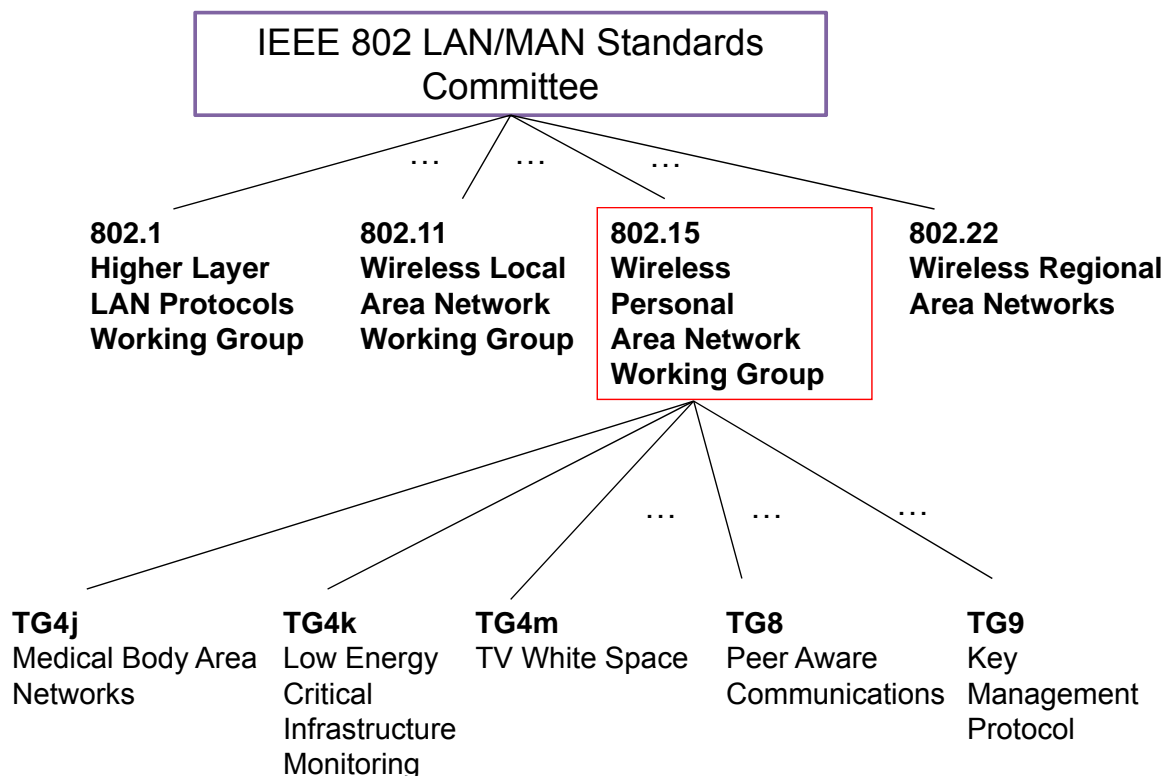 IEEE 802 LAN/MAN Standards
Committee
… … …
802.1
Higher Layer
LAN Protocols
Working Group
802.11
Wireless Local
Area Network
Working Group
802.15
Wireless
Personal
Area Network
Working Group
802.22
Wireless Regional
Area Networks
… … …
TG4j
Medical Body Area
Networks
TG4k
Low Energy
Critical
Infrastructure
Monitoring
TG4m
TV White Space
TG8
Peer Aware
Communications
TG9
Key
Management
Protocol